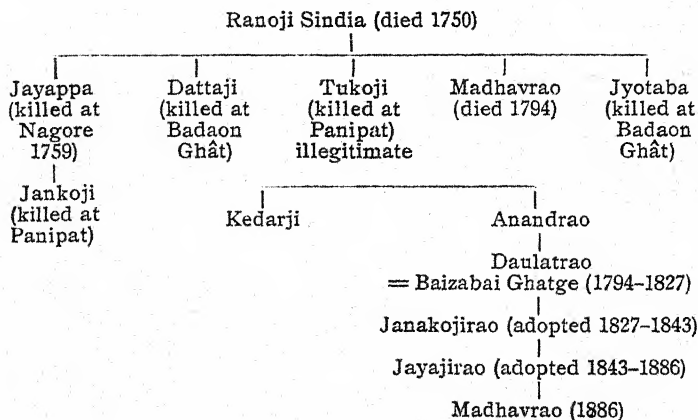 Ranoji Sindia (died 1750)
Jayappa
(killed at
Nagore
1759)
Dattaji
(killed at
Badaon
Ghât)
Tukoji
(killed at
Panipat)
illegitimate
Madhavrao
(died 1794)
Jyotaba
(killed at
Badaon
Ghât)
Jankoji
(killed at
Panipat)
Kedarji
Anandrao
Daulatrao
= Baizabai Ghatge (1794–1827)
Janakojirao (adopted 1827–1843)
Jayajirao (adopted 1843–1886)
Madhavrao (1886)